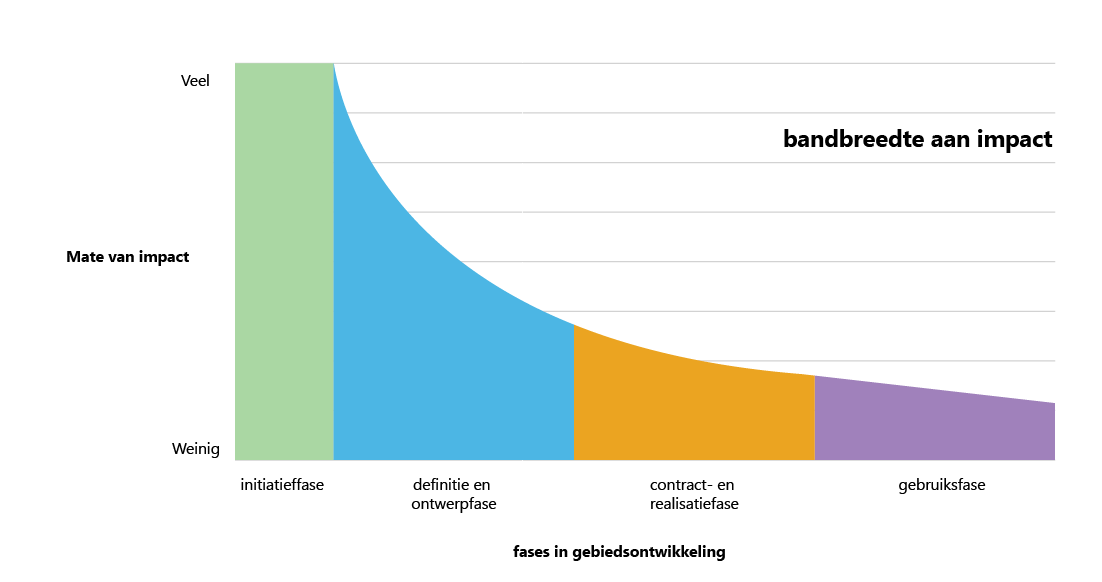 Veel
bandbreedte aan impact
Mate van impact
Weinig
initiatieffase
definitie en
ontwerpfase
contract- en
realisatiefase
gebruiksfase
fases in gebiedsontwikkeling